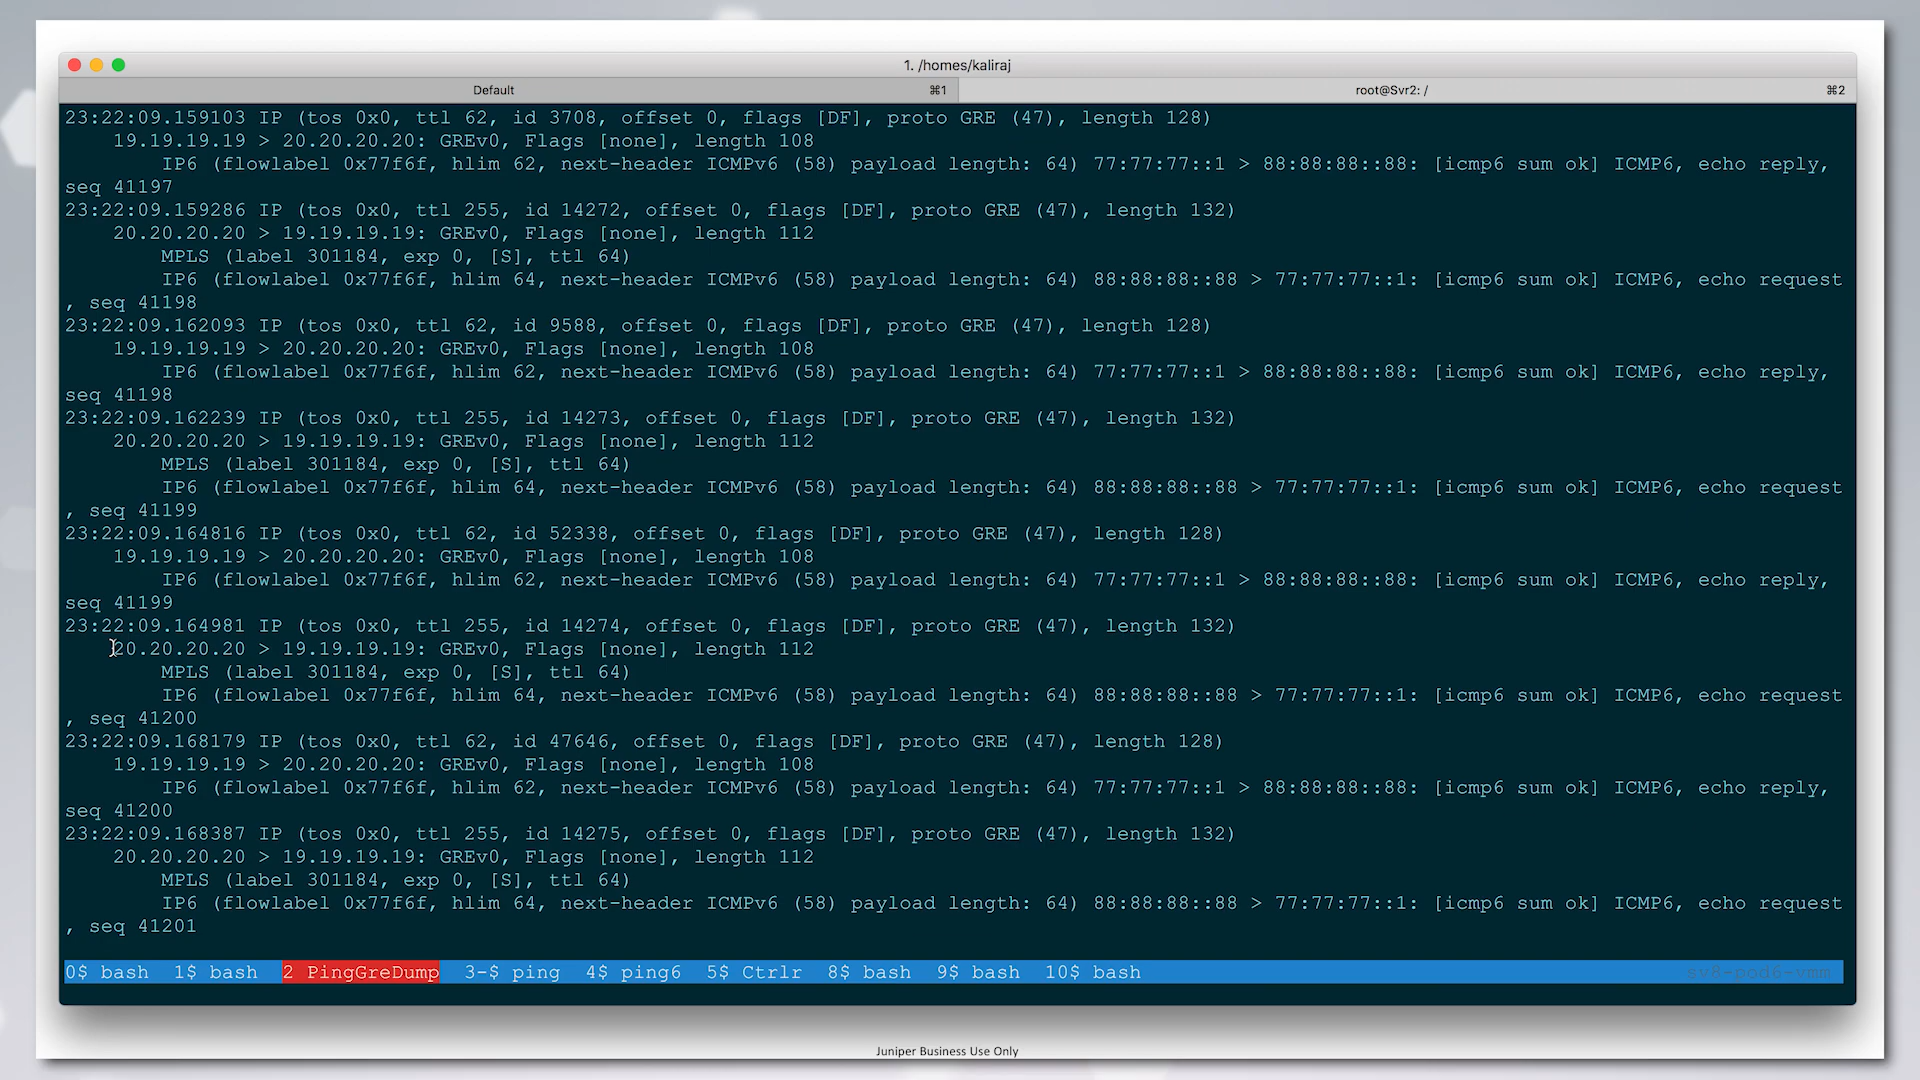 1. /homes/kaliraj
Default ⌘1 root@Svr2: / ⌘2
23:22:09.159103 IP (tos 0x0, ttl 62, id 3708, offset 0, flags [DF], proto GRE (47), length 128)
19.19.19.19 > 20.20.20.20: GREv0, Flags [none], length 108
IP6 (flowlabel 0x77f6f, hlim 62, next-header ICMPv6 (58) payload length: 64) 77:77:77::1 > 88:88:88::88: [icmp6 sum ok] ICMP6, echo reply,
seq 41197
23:22:09.159286 IP (tos 0x0, ttl 255, id 14272, offset 0, flags [DF], proto GRE (47), length 132)
20.20.20.20 > 19.19.19.19: GREv0, Flags [none], length 112
MPLS (label 301184, exp 0, [S], ttl 64)
IP6 (flowlabel 0x77f6f, hlim 64, next-header ICMPv6 (58) payload length: 64) 88:88:88::88 > 77:77:77::1: [icmp6 sum ok] ICMP6, echo request
, seq 41198
23:22:09.162093 IP (tos 0x0, ttl 62, id 9588, offset 0, flags [DF], proto GRE (47), length 128)
19.19.19.19 > 20.20.20.20: GREv0, Flags [none], length 108
IP6 (flowlabel 0x77f6f, hlim 62, next-header ICMPv6 (58) payload length: 64) 77:77:77::1 > 88:88:88::88: [icmp6 sum ok] ICMP6, echo reply,
seq 41198
23:22:09.162239 IP (tos 0x0, ttl 255, id 14273, offset 0, flags [DF], proto GRE (47), length 132)
20.20.20.20 > 19.19.19.19: GREv0, Flags [none], length 112
MPLS (label 301184, exp 0, [S], ttl 64)
IP6 (flowlabel 0x77f6f, hlim 64, next-header ICMPv6 (58) payload length: 64) 88:88:88::88 > 77:77:77::1: [icmp6 sum ok] ICMP6, echo request
, seq 41199
23:22:09.164816 IP (tos 0x0, ttl 62, id 52338, offset 0, flags [DF], proto GRE (47), length 128)
19.19.19.19 > 20.20.20.20: GREv0, Flags [none], length 108
IP6 (flowlabel 0x77f6f, hlim 62, next-header ICMPv6 (58) payload length: 64) 77:77:77::1 > 88:88:88::88: [icmp6 sum ok] ICMP6, echo reply,
seq 41199
23:22:09.164981 IP (tos 0x0, ttl 255, id 14274, offset 0, flags [DF], proto GRE (47), length 132)
20.20.20.20 > 19.19.19.19: GREv0, Flags [none], length 112
MPLS (label 301184, exp 0, [S], ttl 64)
IP6 (flowlabel 0x77f6f, hlim 64, next-header ICMPv6 (58) payload length: 64) 88:88:88::88 > 77:77:77::1: [icmp6 sum ok] ICMP6, echo request
, seq 41200
23:22:09.168179 IP (tos 0x0, ttl 62, id 47646, offset 0, flags [DF], proto GRE (47), length 128)
19.19.19.19 > 20.20.20.20: GREv0, Flags [none], length 108
IP6 (flowlabel 0x77f6f, hlim 62, next-header ICMPv6 (58) payload length: 64) 77:77:77::1 > 88:88:88::88: [icmp6 sum ok] ICMP6, echo reply,
seq 41200
23:22:09.168387 IP (tos 0x0, ttl 255, id 14275, offset 0, flags [DF], proto GRE (47), length 132)
20.20.20.20 > 19.19.19.19: GREv0, Flags [none], length 112
MPLS (label 301184, exp 0, [S], ttl 64)
IP6 (flowlabel 0x77f6f, hlim 64, next-header ICMPv6 (58) payload length: 64) 88:88:88::88 > 77:77:77::1: [icmp6 sum ok] ICMP6, echo request
, seq 41201
0$ bash 1$ bash 2 PingGreDump 3-$ ping 4$ ping6 5$ Ctrlr 8$ bash 9$ bash 10$ bash sv8-pod6-vmm
Juniper Business Use Only